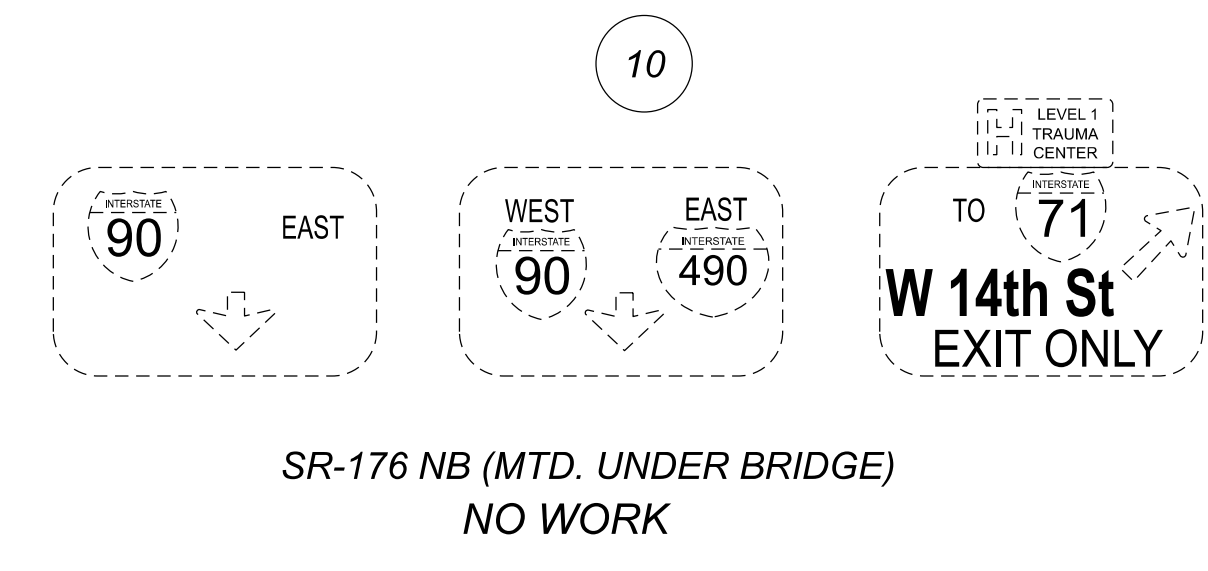 10
INTERSTATE
90
EAST
WEST
INTERSTATE
90
EAST
INTERSTATE
490
H
LEVEL 1
TRAUMA
CENTER
TO
INTERSTATE
71
W 14th St
EXIT ONLY
SR-176 NB (MTD. UNDER BRIDGE)
NO WORK